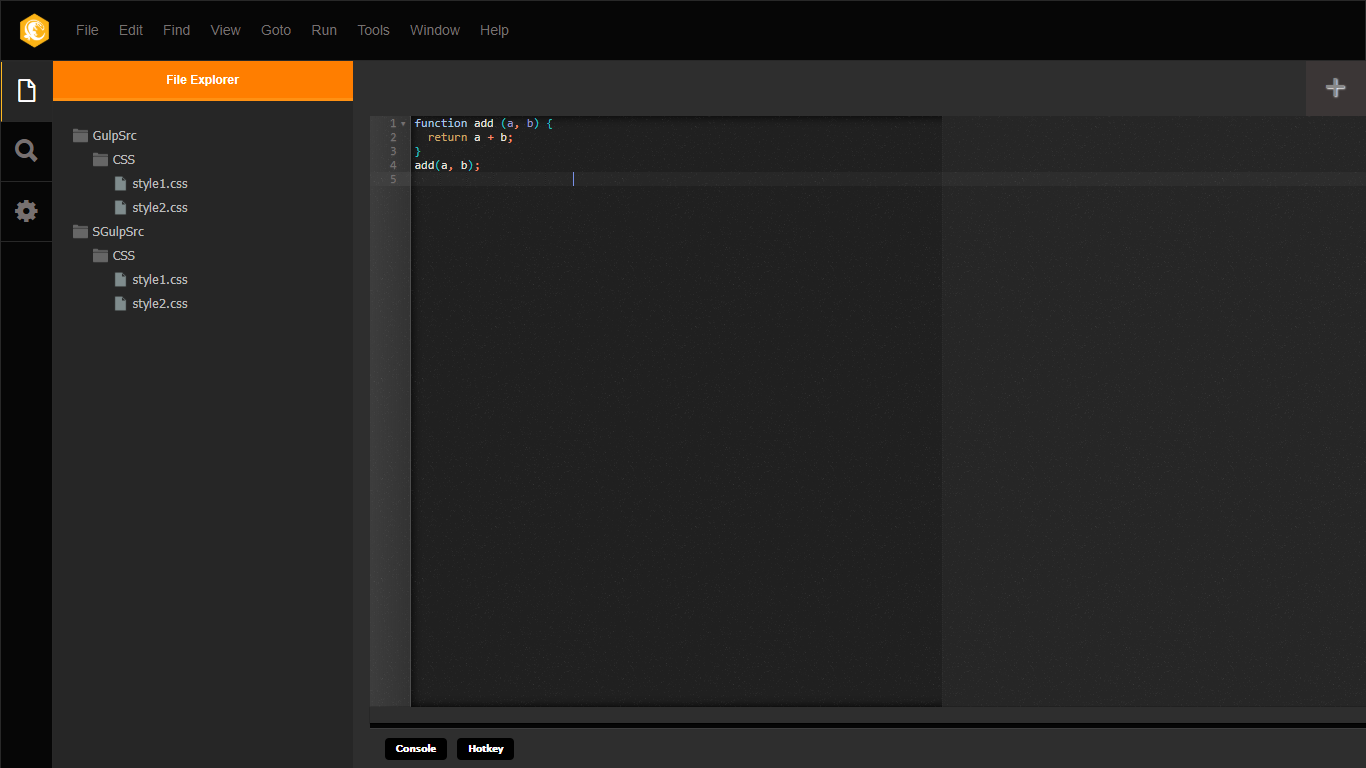 File Edit Find View Goto Run Tools Window Help
File Explorer
GulpSrc
CSS
style1.css
style2.css
SGulpSrc
CSS
style1.css
style2.css
1 function add (a, b) {
2   return a + b;
3 }
4 add(a, b);
5
Console Hotkey